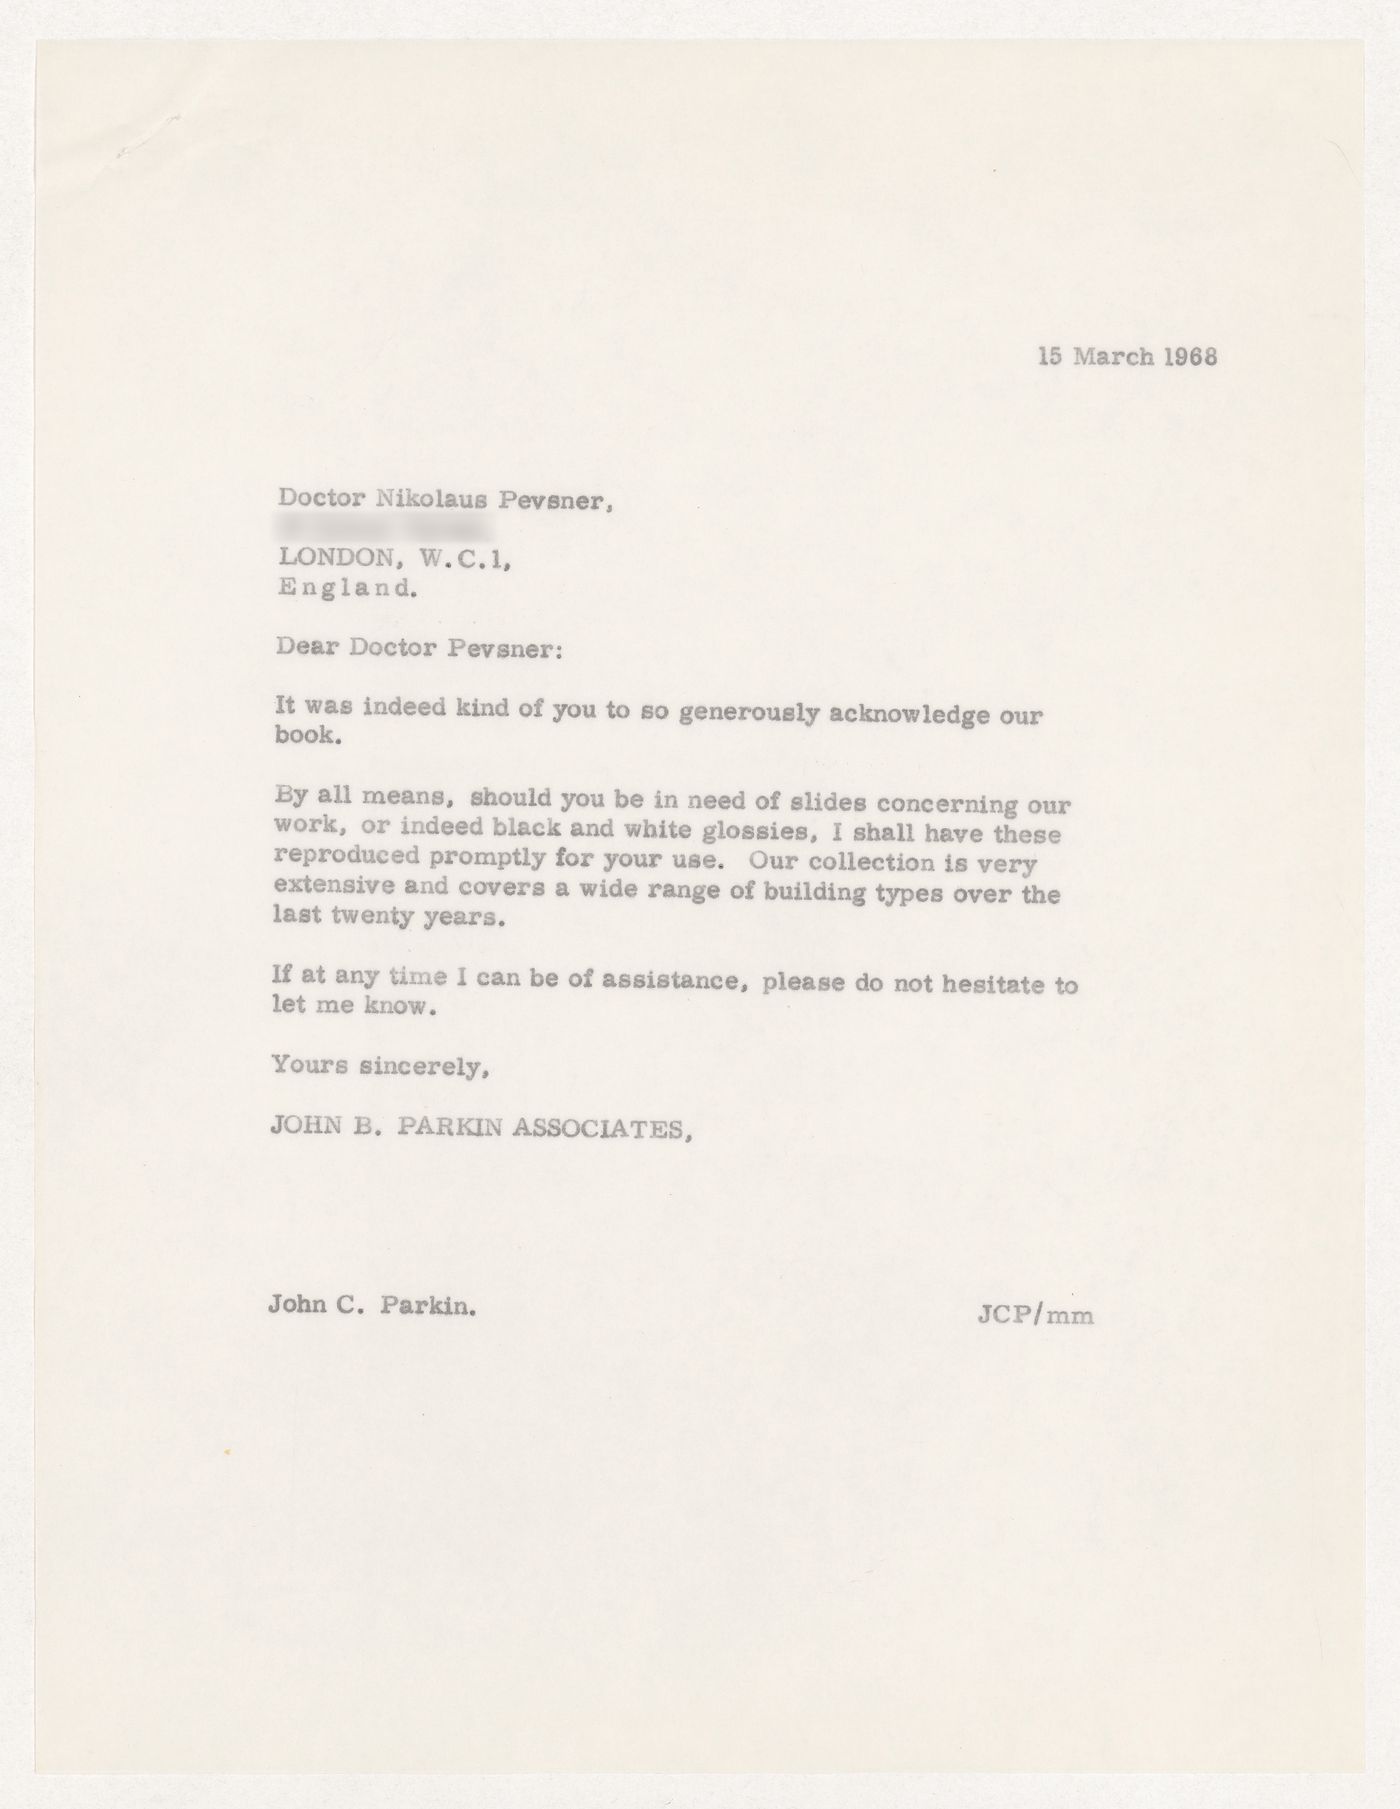 15 March 1968
Doctor Nikolaus Pevsner,
LONDON, W.C.1,
England.
Dear Doctor Pevsner:
It was indeed kind of you to so generously acknowledge our
book.
By all means, should you be in need of slides concerning our
work, or indeed black and white glossies, I shall have these
reproduced promptly for your use. Our collection is very
extensive and covers a wide range of building types over the
last twenty years.
If at any time I can be of assistance, please do not hesitate to
let me know.
Yours sincerely,
JOHN B. PARKIN ASSOCIATES,
John C. Parkin.
JCP/mm